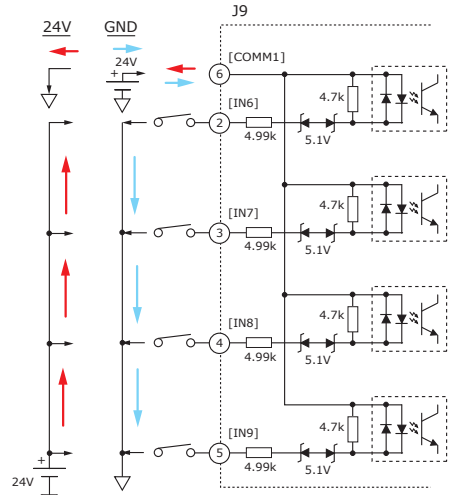 J9
24V
GND
24V
+
[COMM1]
6
4.7k
[IN6]
2
4.99k
5.1V
4.7k
[IN7]
3
4.99k
5.1V
4.7k
[IN8]
4
4.99k
5.1V
4.7k
[IN9]
5
4.99k
5.1V
+
24V